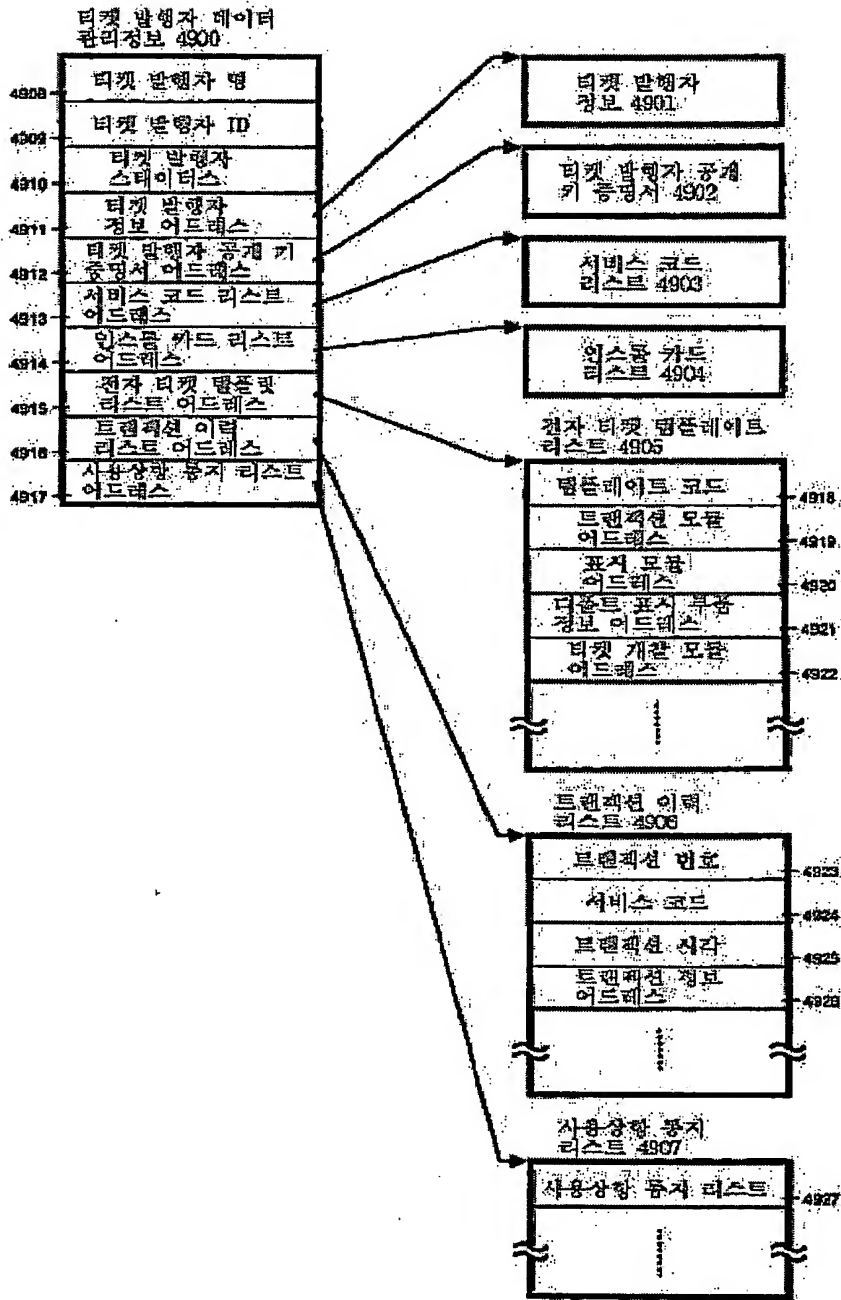 티켓 발행자 데이터
관리정보 4900
티켓 발행자 명
4908
티켓 발행자 ID
4909
티켓 발행자
스테이터스
4910
티켓 발행자
정보 어드레스
4911
티켓 발행자 공개 키
증명서 어드레스
4912
서비스 코드 리스트
어드레스
4913
인스톨 카드 리스트
어드레스
4914
전자 티켓 템플릿
리스트 어드레스
4915
트랜잭션 이력
리스트 어드레스
4916
사용상황 통지 리스트
어드레스
4917
티켓 발행자
정보 4901
티켓 발행자 공개
키 증명서 4902
서비스 코드
리스트 4903
인스톨 카드
리스트 4904
전자 티켓 템플레이트
리스트 4905
템플레이트 코드
4918
트랜잭션 모듈
어드레스
4919
표시 모듈
어드레스
4920
디폴트 표시 부품
정보 어드레스
4921
티켓 개찰 모듈
어드레스
4922
트랜잭션 이력
리스트 4906
트랜잭션 번호
4923
서비스 코드
4924
트랜잭션 시각
4925
트랜잭션 정보
어드레스
4926
사용상황 통지
리스트 4907
사용상황 통지 리스트
4927